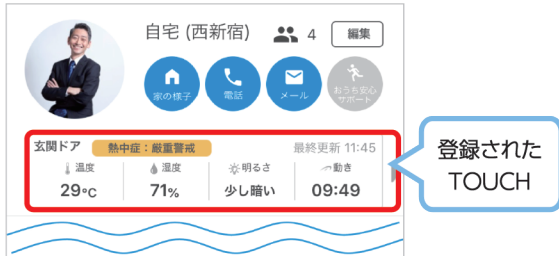 自宅 (西新宿) 4 編集
家の様子 電話 メール おうち安心サポート
玄関ドア 熱中症：厳重警戒 最終更新 11:45
温度 湿度 明るさ 動き
29℃ 71% 少し暗い 09:49
登録された
TOUCH